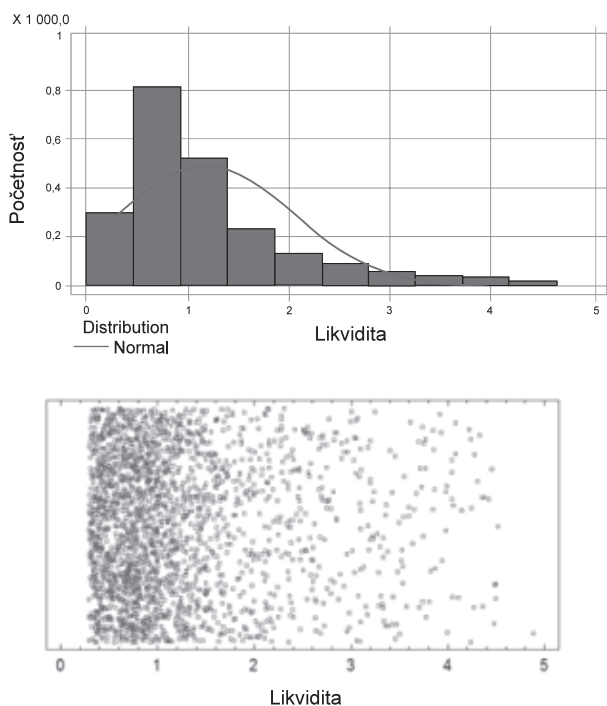 X 1 000,0
1
0,8
0,6
0,4
0,2
0
Početnosť
0 1 2 3 4 5
Distribution
Normal
Likvidita
0 1 2 3 4 5
Likvidita